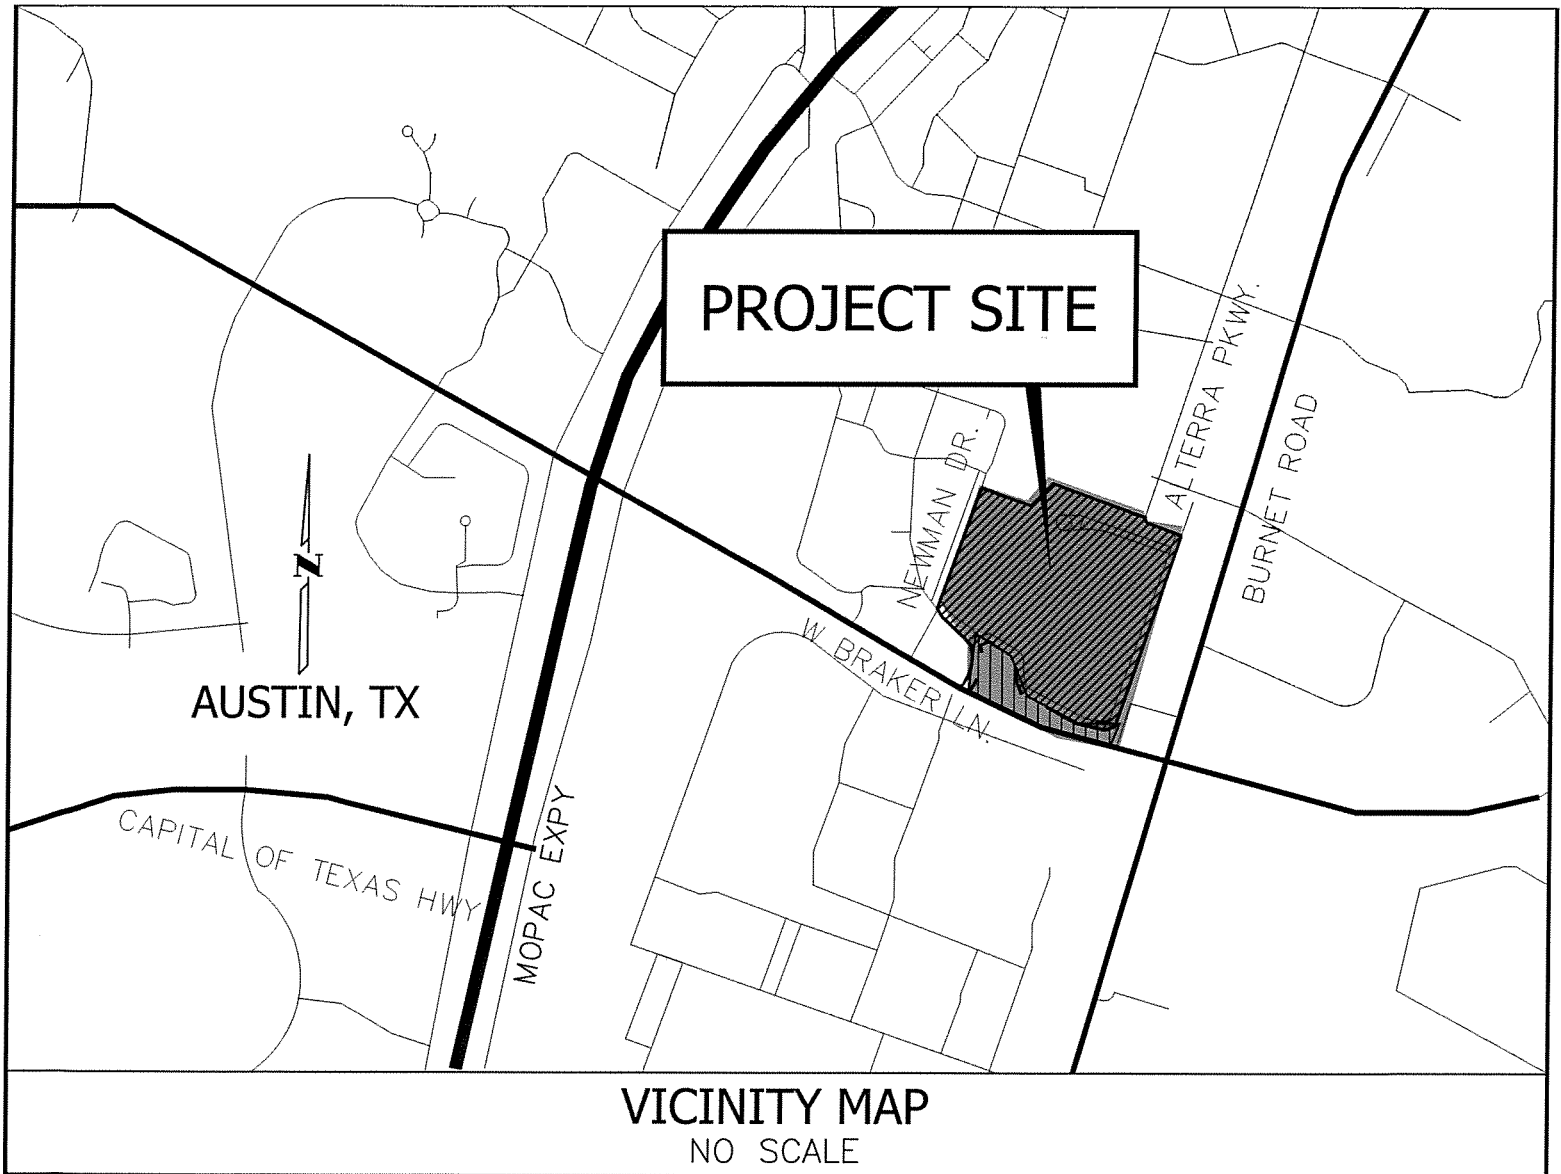 PROJECT SITE
ALTERRA PKWY.
BURNET ROAD
NEWMAN DR.
W BRAKER LN.
N
AUSTIN, TX
CAPITAL OF TEXAS HWY
MOPAC EXPY
VICINITY MAP
NO SCALE